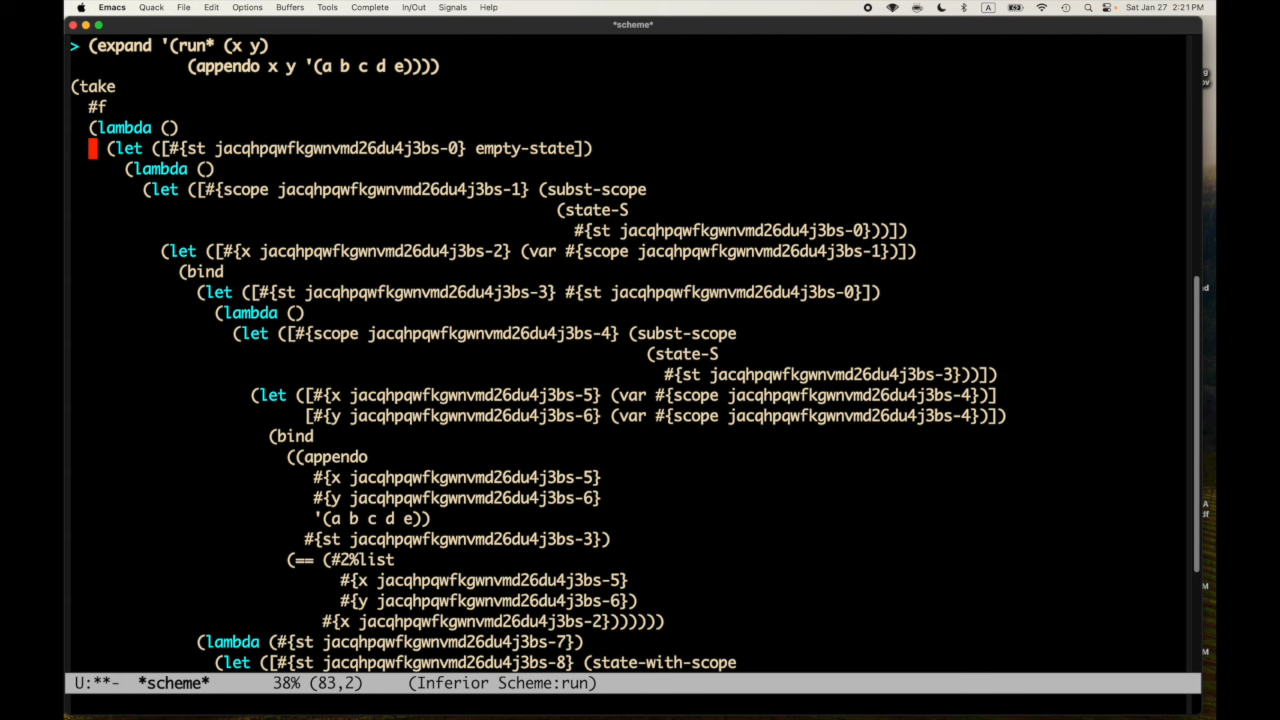 Emacs Quack File Edit Options Buffers Tools Complete In/Out Signals Help A Sat Jan 27 2:21 PM
*scheme*
> (expand '(run* (x y)
(appendo x y '(a b c d e))))
(take
#f
(lambda ()
(let ([#{st jacqhpqwfkgwnvmd26du4j3bs-0} empty-state])
(lambda ()
(let ([#{scope jacqhpqwfkgwnvmd26du4j3bs-1} (subst-scope
(state-S
#{st jacqhpqwfkgwnvmd26du4j3bs-0}))])
(let ([#{x jacqhpqwfkgwnvmd26du4j3bs-2} (var #{scope jacqhpqwfkgwnvmd26du4j3bs-1})])
(bind
(let ([#{st jacqhpqwfkgwnvmd26du4j3bs-3} #{st jacqhpqwfkgwnvmd26du4j3bs-0}])
(lambda ()
(let ([#{scope jacqhpqwfkgwnvmd26du4j3bs-4} (subst-scope
(state-S
#{st jacqhpqwfkgwnvmd26du4j3bs-3}))])
(let ([#{x jacqhpqwfkgwnvmd26du4j3bs-5} (var #{scope jacqhpqwfkgwnvmd26du4j3bs-4})]
[#{y jacqhpqwfkgwnvmd26du4j3bs-6} (var #{scope jacqhpqwfkgwnvmd26du4j3bs-4})])
(bind
((appendo
#{x jacqhpqwfkgwnvmd26du4j3bs-5}
#{y jacqhpqwfkgwnvmd26du4j3bs-6}
'(a b c d e))
#{st jacqhpqwfkgwnvmd26du4j3bs-3})
(== (#2%list
#{x jacqhpqwfkgwnvmd26du4j3bs-5}
#{y jacqhpqwfkgwnvmd26du4j3bs-6})
#{x jacqhpqwfkgwnvmd26du4j3bs-2}))))))
(lambda (#{st jacqhpqwfkgwnvmd26du4j3bs-7})
(let ([#{st jacqhpqwfkgwnvmd26du4j3bs-8} (state-with-scope
U:**- *scheme* 38% (83,2) (Inferior Scheme:run)